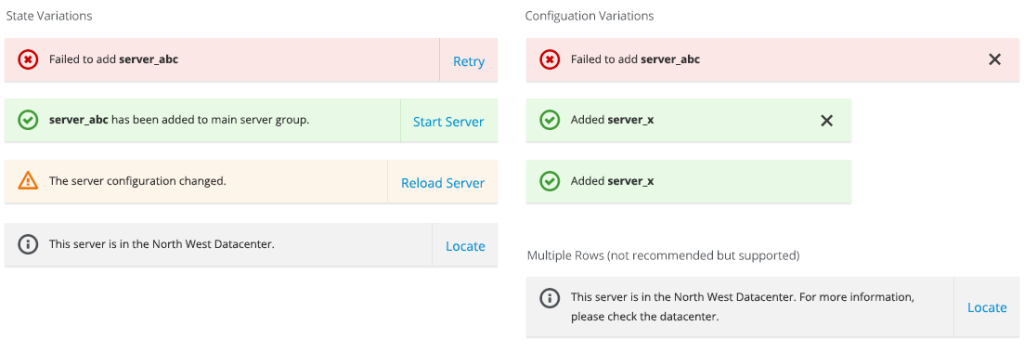 State Variations
Failed to add server_abc
Retry
server_abc has been added to main server group.
Start Server
The server configuration changed.
Reload Server
This server is in the North West Datacenter.
Locate
Configuation Variations
Failed to add server_abc
Added server_x
Added server_x
Multiple Rows (not recommended but supported)
This server is in the North West Datacenter. For more information,
please check the datacenter.
Locate